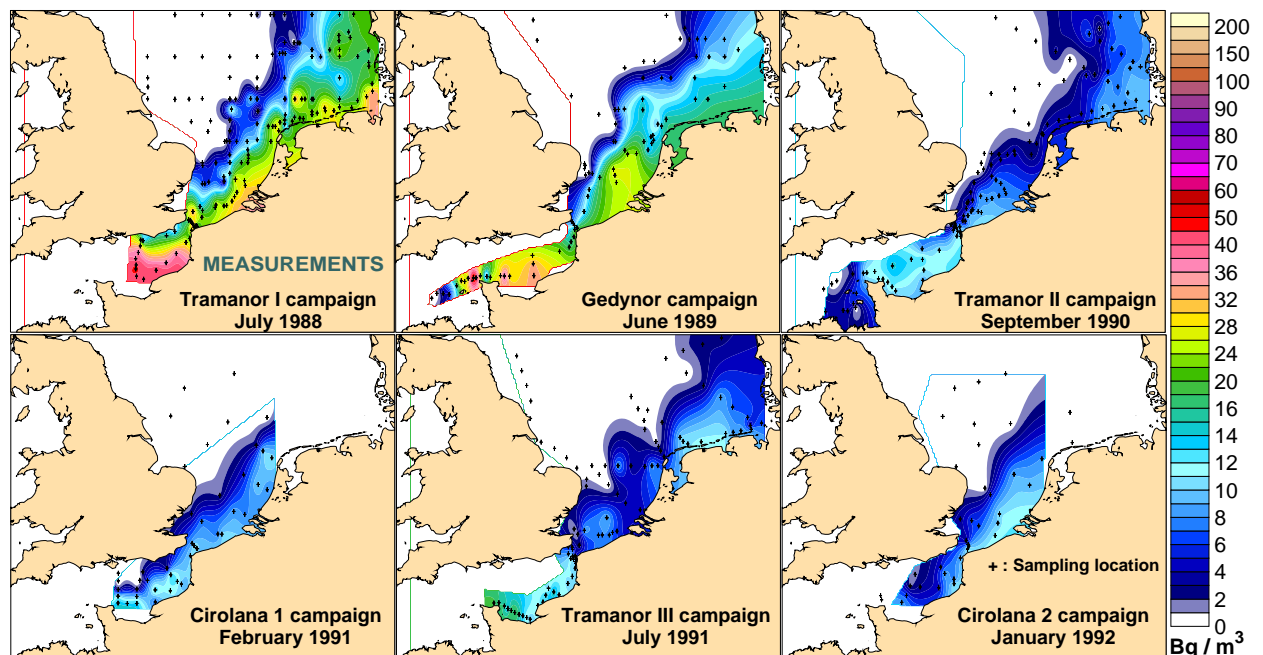 MEASUREMENTS
Tramanor I campaign
July 1988
Gedynor campaign
June 1989
Tramanor II campaign
September 1990
Cirolana 1 campaign
February 1991
Tramanor III campaign
July 1991
+ : Sampling location
Cirolana 2 campaign
January 1992
200
150
100
90
80
70
60
50
40
36
32
28
24
20
16
14
12
10
8
6
4
2
0
Bq / m³